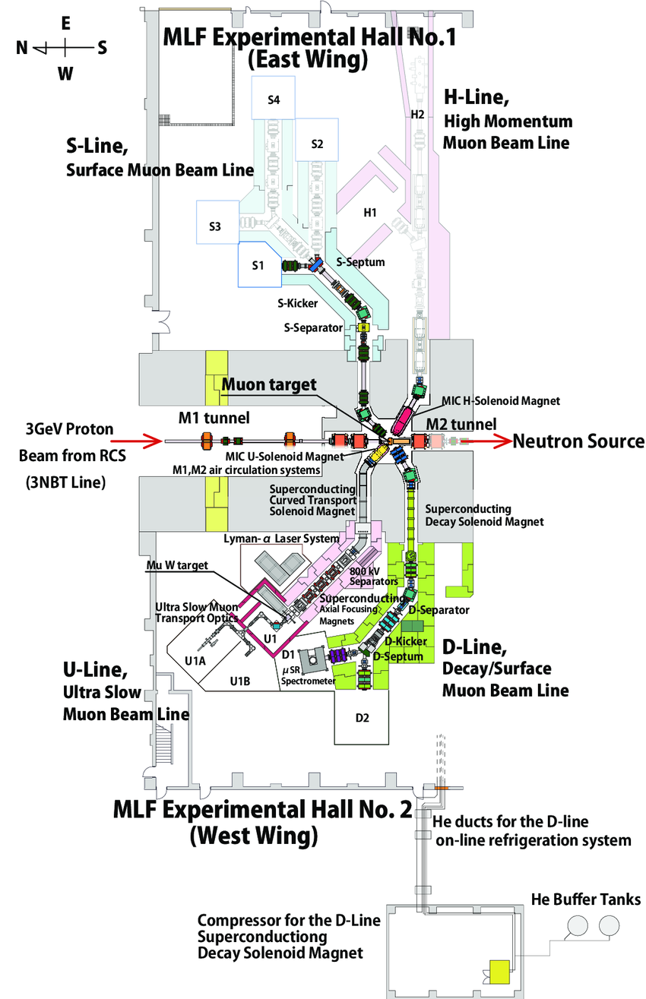 MLF Experimental Hall No.1
(East Wing)
E
N
S
W
S4
H-Line,
High Momentum
Muon Beam Line
H2
S2
S-Line,
Surface Muon Beam Line
H1
S3
S1
S-Septum
S-Kicker
S-Separator
Muon target
MIC H-Solenoid Magnet
M1 tunnel
M2 tunnel
3GeV Proton
Beam from RCS
(3NBT Line)
Neutron Source
MIC U-Solenoid Magnet
M1,M2 air circulation systems
Superconducting
Curved Transport
Solenoid Magnet
Superconducting
Decay Solenoid Magnet
Lyman-α Laser System
Mu W target
800 kV
Separators
Superconducting
Axial Focusing
Magnets
Ultra Slow Muon
Transport Optics
D-Separator
U1
D-Kicker
D-Septum
D1
μSR
Spectrometer
U1A
U1B
D-Line,
Decay/Surface
Muon Beam Line
U-Line,
Ultra Slow
Muon Beam Line
D2
MLF Experimental Hall No. 2
(West Wing)
He ducts for the D-line
on-line refrigeration system
He Buffer Tanks
Compressor for the D-Line
Superconductiong
Decay Solenoid Magnet